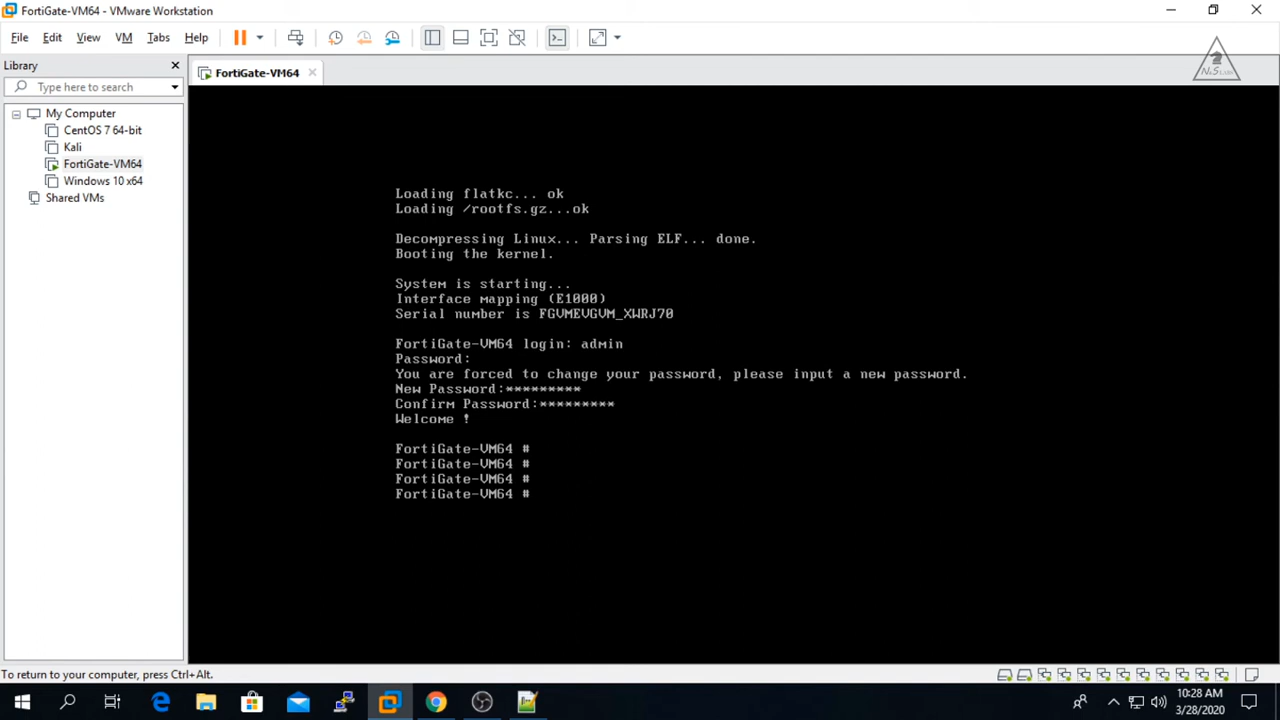 FortiGate-VM64 - VMware Workstation
File Edit View VM Tabs Help
Library
Type here to search
My Computer
CentOS 7 64-bit
Kali
FortiGate-VM64
Windows 10 x64
Shared VMs
FortiGate-VM64
N&S LABS
Loading flatkc... ok
Loading /rootfs.gz...ok
Decompressing Linux... Parsing ELF... done.
Booting the kernel.
System is starting...
Interface mapping (E1000)
Serial number is FGVMEVGVM_XWRJ70
FortiGate-VM64 login: admin
Password:
You are forced to change your password, please input a new password.
New Password:*********
Confirm Password:*********
Welcome !
FortiGate-VM64 #
FortiGate-VM64 #
FortiGate-VM64 #
FortiGate-VM64 #
To return to your computer, press Ctrl+Alt.
10:28 AM
3/28/2020